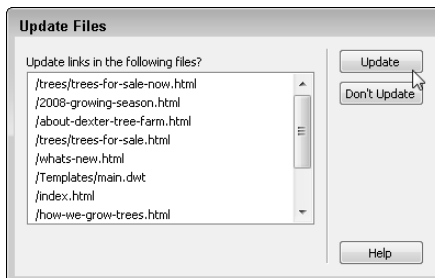 Update Files
Update links in the following files?
/trees/trees-for-sale-now.html
/2008-growing-season.html
/about-dexter-tree-farm.html
/trees/trees-for-sale.html
/whats-new.html
/Templates/main.dwt
/index.html
/how-we-grow-trees.html
Update
Don't Update
Help